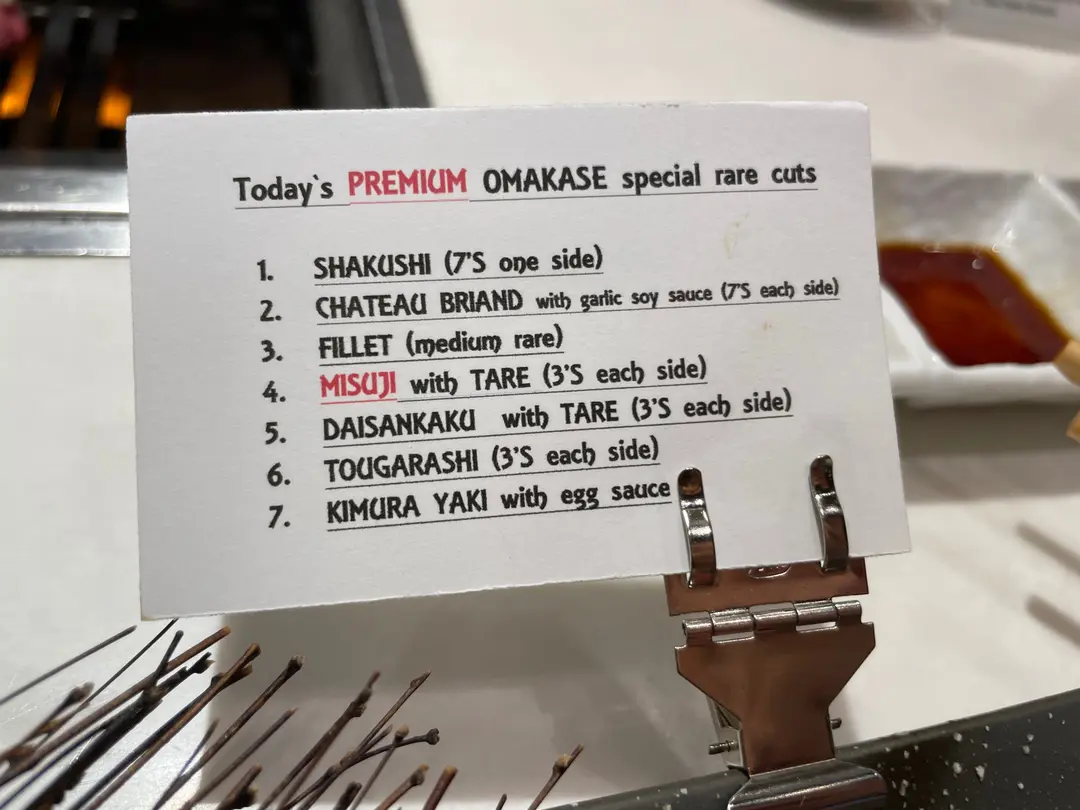 Today`s PREMIUM OMAKASE special rare cuts
1. SHAKUSHI (7'S one side)
2. CHATEAU BRIAND with garlic soy sauce (7'S each side)
3. FILLET (medium rare)
4. MISUJI with TARE (3'S each side)
5. DAISANKAKU with TARE (3'S each side)
6. TOUGARASHI (3'S each side)
7. KIMURA YAKI with egg sauce